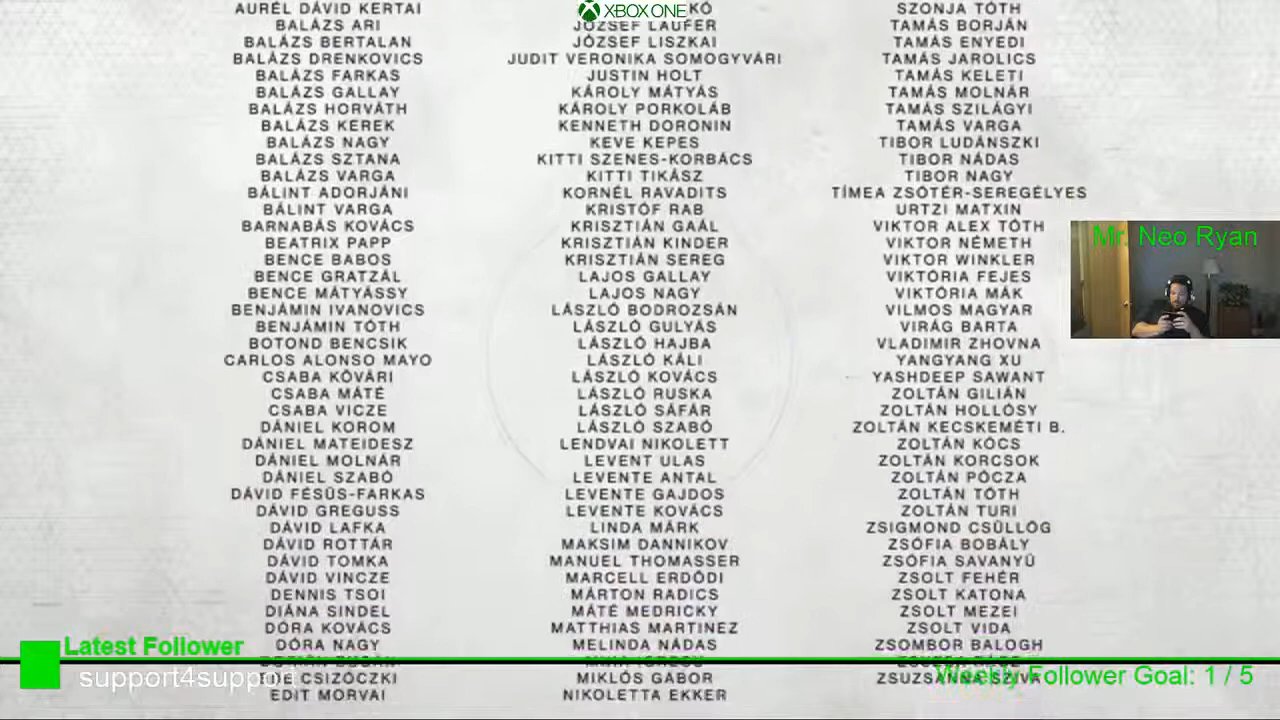 XBOX ONE
AURÉL DÁVID KERTAI
BALÁZS ARI
BALÁZS BERTALAN
BALÁZS DRENKOVICS
BALÁZS FARKAS
BALÁZS GALLAY
BALÁZS HORVÁTH
BALÁZS KEREK
BALÁZS NAGY
BALÁZS SZTANA
BALÁZS VARGA
BÁLINT ADORJÁNI
BÁLINT VARGA
BARNABÁS KOVÁCS
BEATRIX PAPP
BENCE BABOS
BENCE GRATZÁL
BENCE MÁTYÁSSY
BENJÁMIN IVANOVICS
BENJÁMIN TÓTH
BOTOND BENCSIK
CARLOS ALONSO MAYO
CSABA KŐVÁRI
CSABA MÁTÉ
CSABA VICZE
DÁNIEL KOROM
DÁNIEL MATEIDESZ
DÁNIEL MOLNÁR
DÁNIEL SZABÓ
DÁVID FÉSŰS-FARKAS
DÁVID GREGUSS
DÁVID LAFKA
DÁVID ROTTÁR
DÁVID TOMKA
DÁVID VINCZE
DENNIS TSOI
DIÁNA SINDEL
DÓRA KOVÁCS
DÓRA NAGY
CSIZÓCZKI
EDIT MORVAI
KÓ
JÓZSEF LAUFER
JÓZSEF LISZKAI
JUDIT VERONIKA SOMOGYVÁRI
JUSTIN HOLT
KÁROLY MÁTYÁS
KÁROLY PORKOLÁB
KENNETH DORONIN
KEVE KEPES
KITTI SZENES-KORBÁCS
KITTI TIKÁSZ
KORNÉL RAVADITS
KRISTÓF RAB
KRISZTIÁN GAÁL
KRISZTIÁN KINDER
KRISZTIÁN SEREG
LAJOS GALLAY
LAJOS NAGY
LÁSZLÓ BODROZSÁN
LÁSZLÓ GULYÁS
LÁSZLÓ HAJBA
LÁSZLÓ KÁLI
LÁSZLÓ KOVÁCS
LÁSZLÓ RUSKA
LÁSZLÓ SÁFÁR
LÁSZLÓ SZABÓ
LENDVAI NIKOLETT
LEVENT ULAS
LEVENTE ANTAL
LEVENTE GAJDOS
LEVENTE KOVÁCS
LINDA MÁRK
MAKSIM DANNIKOV
MANUEL THOMASSER
MARCELL ERDŐDI
MÁRTON RADICS
MÁTÉ MEDRICKY
MATTHIAS MARTINEZ
MELINDA NÁDAS
MIKLÓS GÁBOR
NIKOLETTA EKKER
SZONJA TÓTH
TAMÁS BORJÁN
TAMÁS ENYEDI
TAMÁS JAROLICS
TAMÁS KELETI
TAMÁS MOLNÁR
TAMÁS SZILÁGYI
TAMÁS VARGA
TIBOR LUDÁNSZKI
TIBOR NÁDAS
TIBOR NAGY
TÍMEA ZSÓTÉR-SEREGÉLYES
URTZI MATXIN
VIKTOR ALEX TÓTH
VIKTOR NÉMETH
VIKTOR WINKLER
VIKTÓRIA FEJES
VIKTÓRIA MÁK
VILMOS MAGYAR
VIRÁG BARTA
VLADIMIR ZHOVNA
YANGYANG XU
YASHDEEP SAWANT
ZOLTÁN GILIÁN
ZOLTÁN HOLLÓSY
ZOLTÁN KECSKEMÉTI B.
ZOLTÁN KÓCS
ZOLTÁN KORCSOK
ZOLTÁN PÓCZA
ZOLTÁN TÓTH
ZOLTÁN TURI
ZSIGMOND CSÜLLÖG
ZSÓFIA BOBÁLY
ZSÓFIA SAVANYÚ
ZSOLT FEHÉR
ZSOLT KATONA
ZSOLT MEZEI
ZSOLT VIDA
ZSOMBOR BALOGH
ZSUZSANNA SZIVA
Mr. Neo Ryan
Latest Follower
support4support
Weekly Follower Goal: 1 / 5